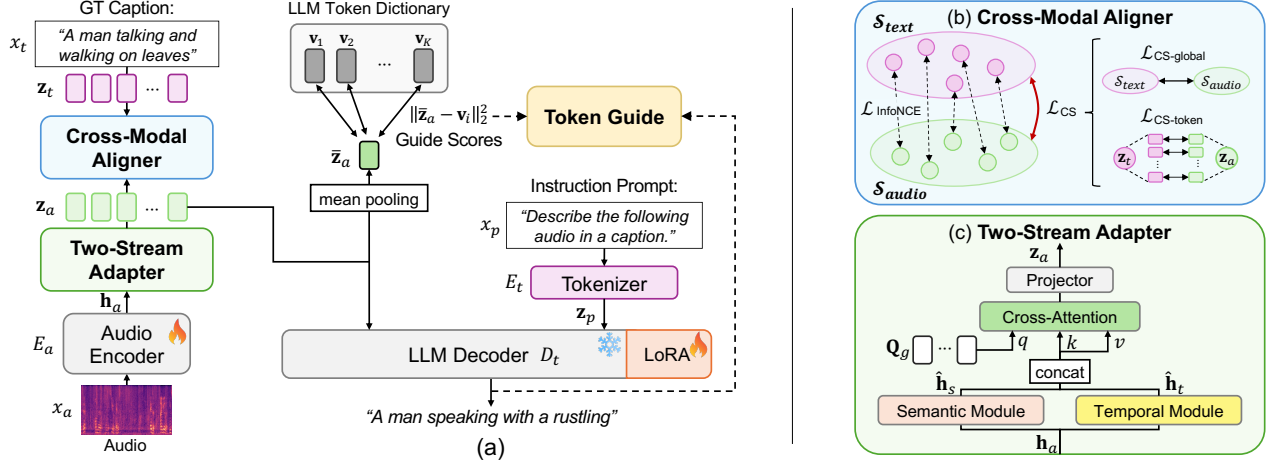 GT Caption:
x_t
“A man talking and
walking on leaves”
z_t
...
Cross-Modal
Aligner
z_a
...
Two-Stream
Adapter
h_a
E_a
Audio
Encoder
x_a
Audio
LLM Token Dictionary
v_1 v_2 v_K
...
‖z̄_a − v_i‖₂²
Guide Scores
Token Guide
z̄_a
mean pooling
Instruction Prompt:
x_p
“Describe the following
audio in a caption.”
E_t
Tokenizer
z_p
LLM Decoder D_t
LoRA
“A man speaking with a rustling”
(a)
(b) Cross-Modal Aligner
S_text
L_InfoNCE
S_audio
L_CS
L_CS-global
S_text S_audio
L_CS-token
z_t z_a
(c) Two-Stream Adapter
z_a
Projector
Cross-Attention
Q_g ... q k v
concat
ĥ_s ĥ_t
Semantic Module Temporal Module
h_a